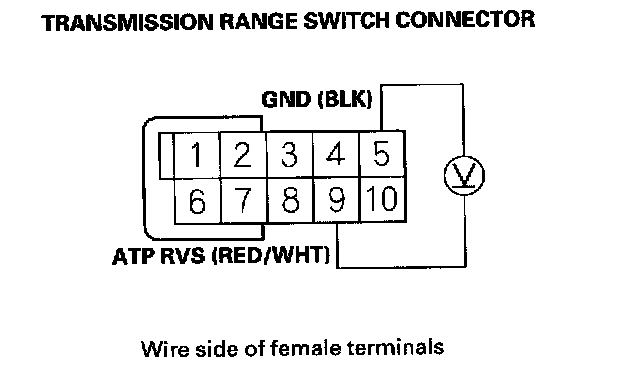 TRANSMISSION RANGE SWITCH CONNECTOR
GND (BLK)
1 2 3 4 5
V
6 7 8 9 10
ATP RVS (RED/WHT)
Wire side of female terminals